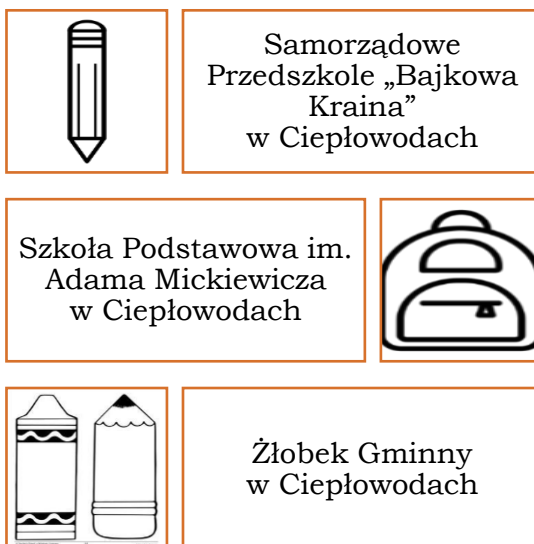 Samorządowe
Przedszkole „Bajkowa
Kraina”
w Ciepłowodach
Szkoła Podstawowa im.
Adama Mickiewicza
w Ciepłowodach
Żłobek Gminny
w Ciepłowodach